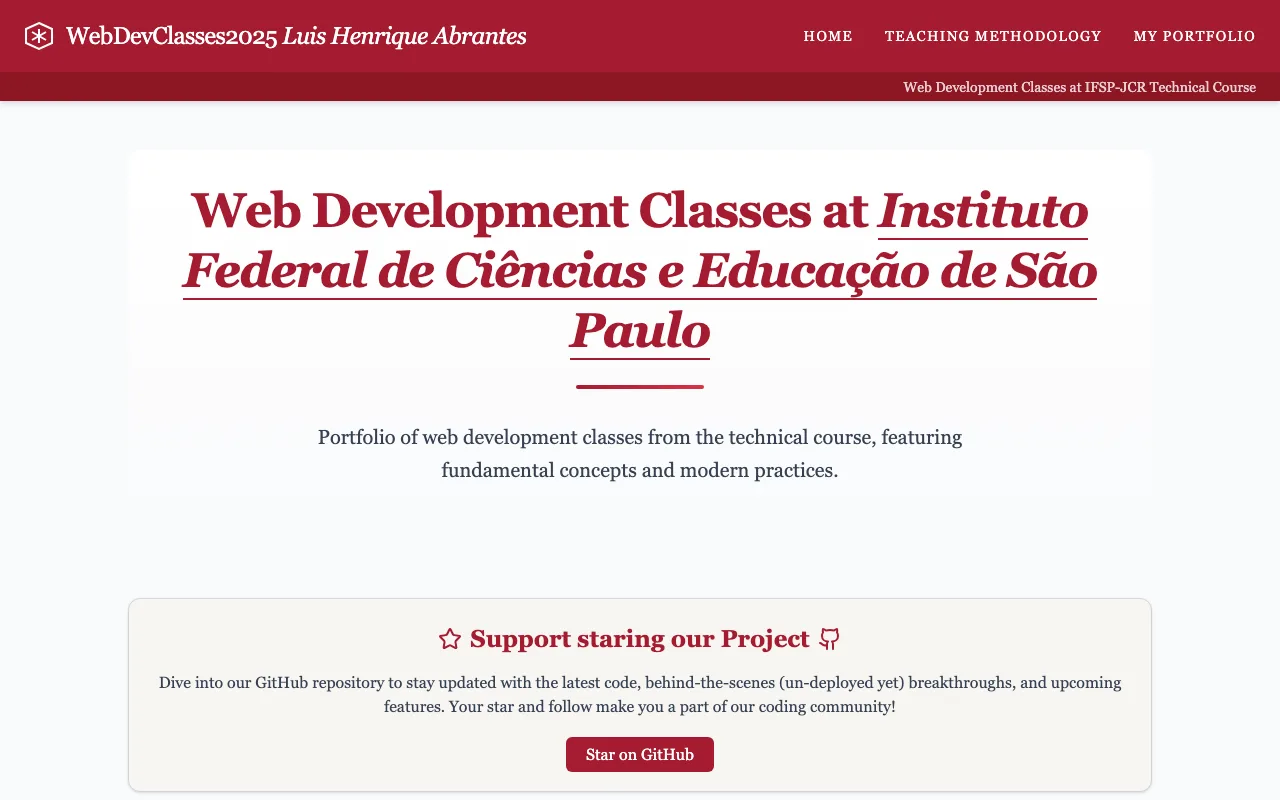 WebDevClasses2025 Luis Henrique Abrantes
HOME TEACHING METHODOLOGY MY PORTFOLIO
Web Development Classes at IFSP-JCR Technical Course
Web Development Classes at Instituto
Federal de Ciências e Educação de São
Paulo
Portfolio of web development classes from the technical course, featuring
fundamental concepts and modern practices.
Support staring our Project
Dive into our GitHub repository to stay updated with the latest code, behind-the-scenes (un-deployed yet) breakthroughs, and upcoming
features. Your star and follow make you a part of our coding community!
Star on GitHub